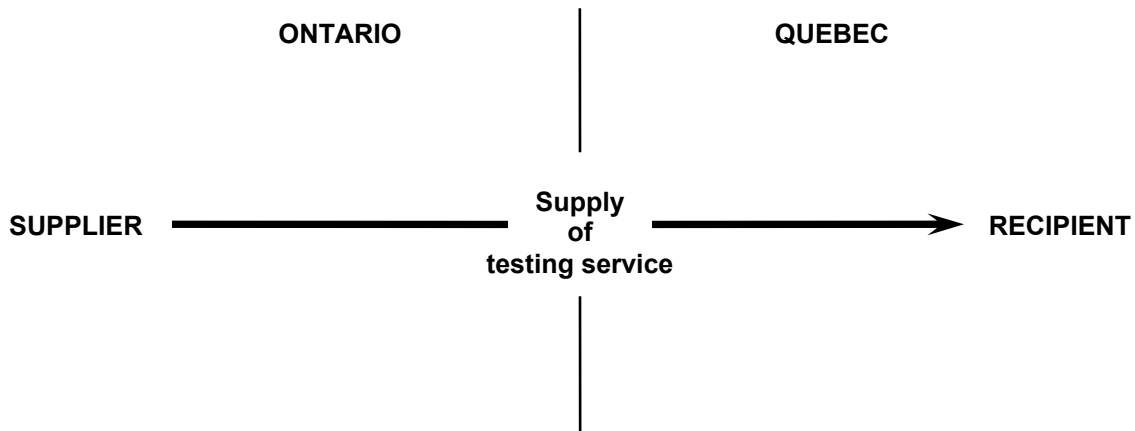 ONTARIO
QUEBEC
SUPPLIER
Supply
of
testing service
RECIPIENT